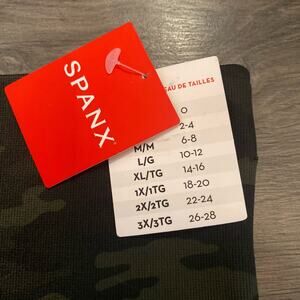 SPANX
EAU DE TAILLES
0
2-4
M/M 6-8
L/G 10-12
XL/TG 14-16
1X/1TG 18-20
2X/2TG 22-24
3X/3TG 26-28